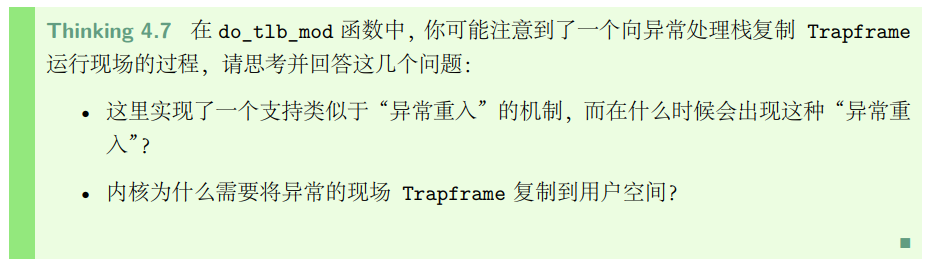 Thinking 4.7 在 do_tlb_mod 函数中，你可能注意到了一个向异常处理栈复制 Trapframe
运行现场的过程，请思考并回答这几个问题：
• 这里实现了一个支持类似于“异常重入”的机制，而在什么时候会出现这种“异常重
入”？
• 内核为什么需要将异常的现场 Trapframe 复制到用户空间？